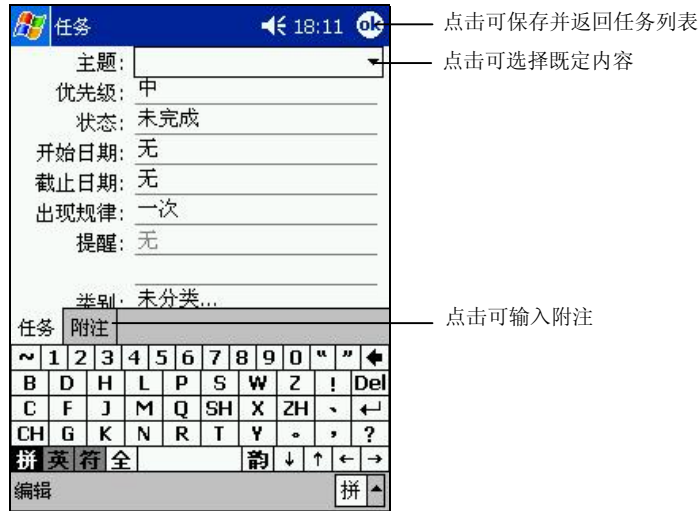 任务 18:11 ok 点击可保存并返回任务列表
主题: 点击可选择既定内容
优先级: 中
状态: 未完成
开始日期: 无
截止日期: 无
出现规律: 一次
提醒: 无
类别: 未分类...
任务 附注 点击可输入附注
~ 1 2 3 4 5 6 7 8 9 0 “ ”
B D H L P S W Z ! Del
C F J M Q SH X ZH 、
CH G K N R T Y 。 , ?
拼 英 符 全 韵 ↓ ↑ ← →
编辑 拼